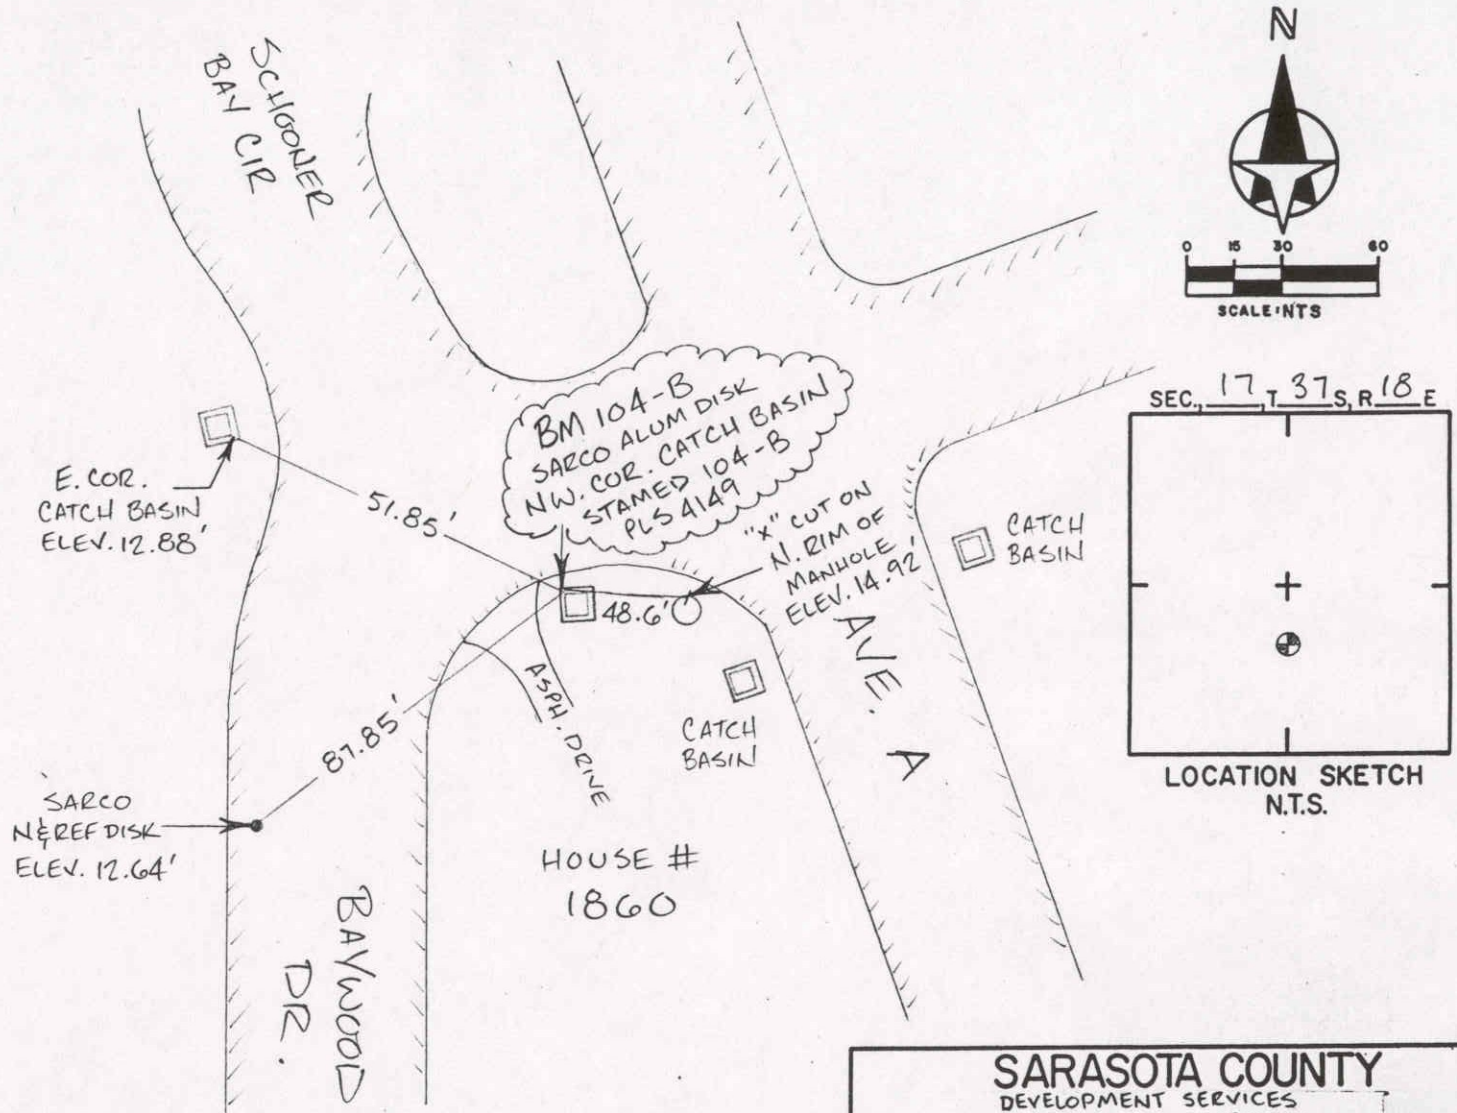 SCHOONER
BAY CIR
N
0 15 30 60
SCALE: NTS
SEC., 17, T. 37 S, R. 18 E
LOCATION SKETCH
N.T.S.
BM 104-B
SARCO ALUM DISK
NW. COR. CATCH BASIN
STAMED 104-B
PLS 4149
E. COR.
CATCH BASIN
ELEV. 12.88'
51.85'
"X" CUT ON
N. RIM OF
MANHOLE
ELEV. 14.92'
CATCH
BASIN
48.6'
AVE. A
ASPH. DRIVE
CATCH
BASIN
87.85'
SARCO
N & REF DISK
ELEV. 12.64'
HOUSE #
1860
BAYWOOD
DR.
SARASOTA COUNTY
DEVELOPMENT SERVICES